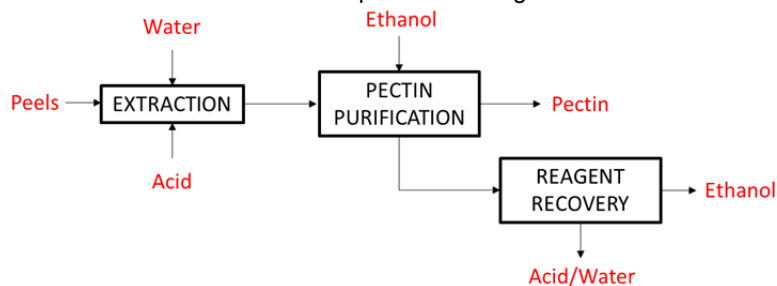 Water
Ethanol
Peels
EXTRACTION
PECTIN
PURIFICATION
Pectin
Acid
REAGENT
RECOVERY
Ethanol
Acid/Water